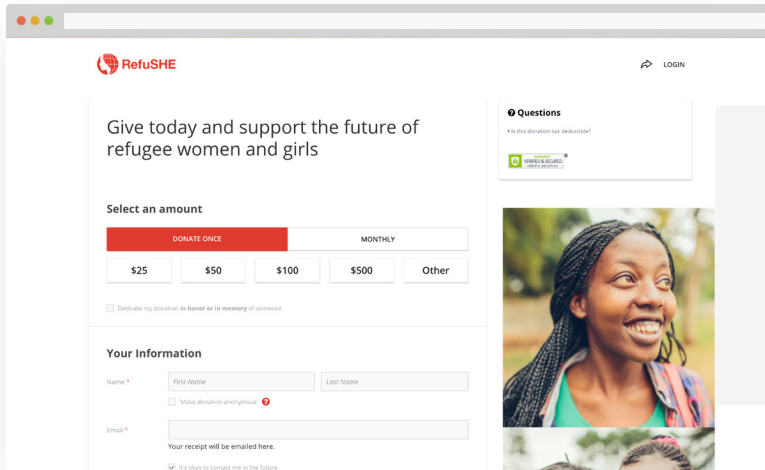 RefuSHE
LOGIN
Give today and support the future of
refugee women and girls
Select an amount
DONATE ONCE
MONTHLY
$25
$50
$100
$500
Other
Dedicate my donation in honor or in memory of someone
Your Information
Name *
First Name
Last Name
Make donation anonymous
Email *
Your receipt will be emailed here.
It's okay to contact me in the future.
Questions
Is this donation tax deductible?
VERIFIED & SECURED